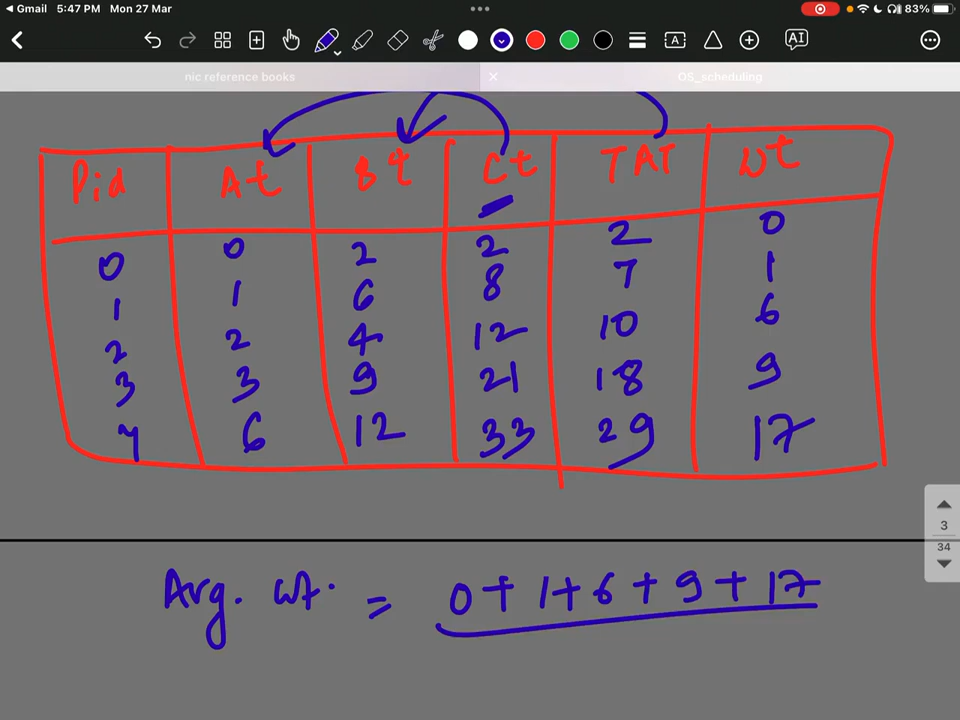 Gmail 5:47 PM Mon 27 Mar 83%
A AI
nic reference books OS_scheduling
Pid At Bt Ct TAT Wt
0 0 2 2 2 0
1 1 6 8 7 1
2 2 4 12 10 6
3 3 9 21 18 9
4 6 12 33 29 17
3
34
Avg. wt. = 0+1+6+9+17